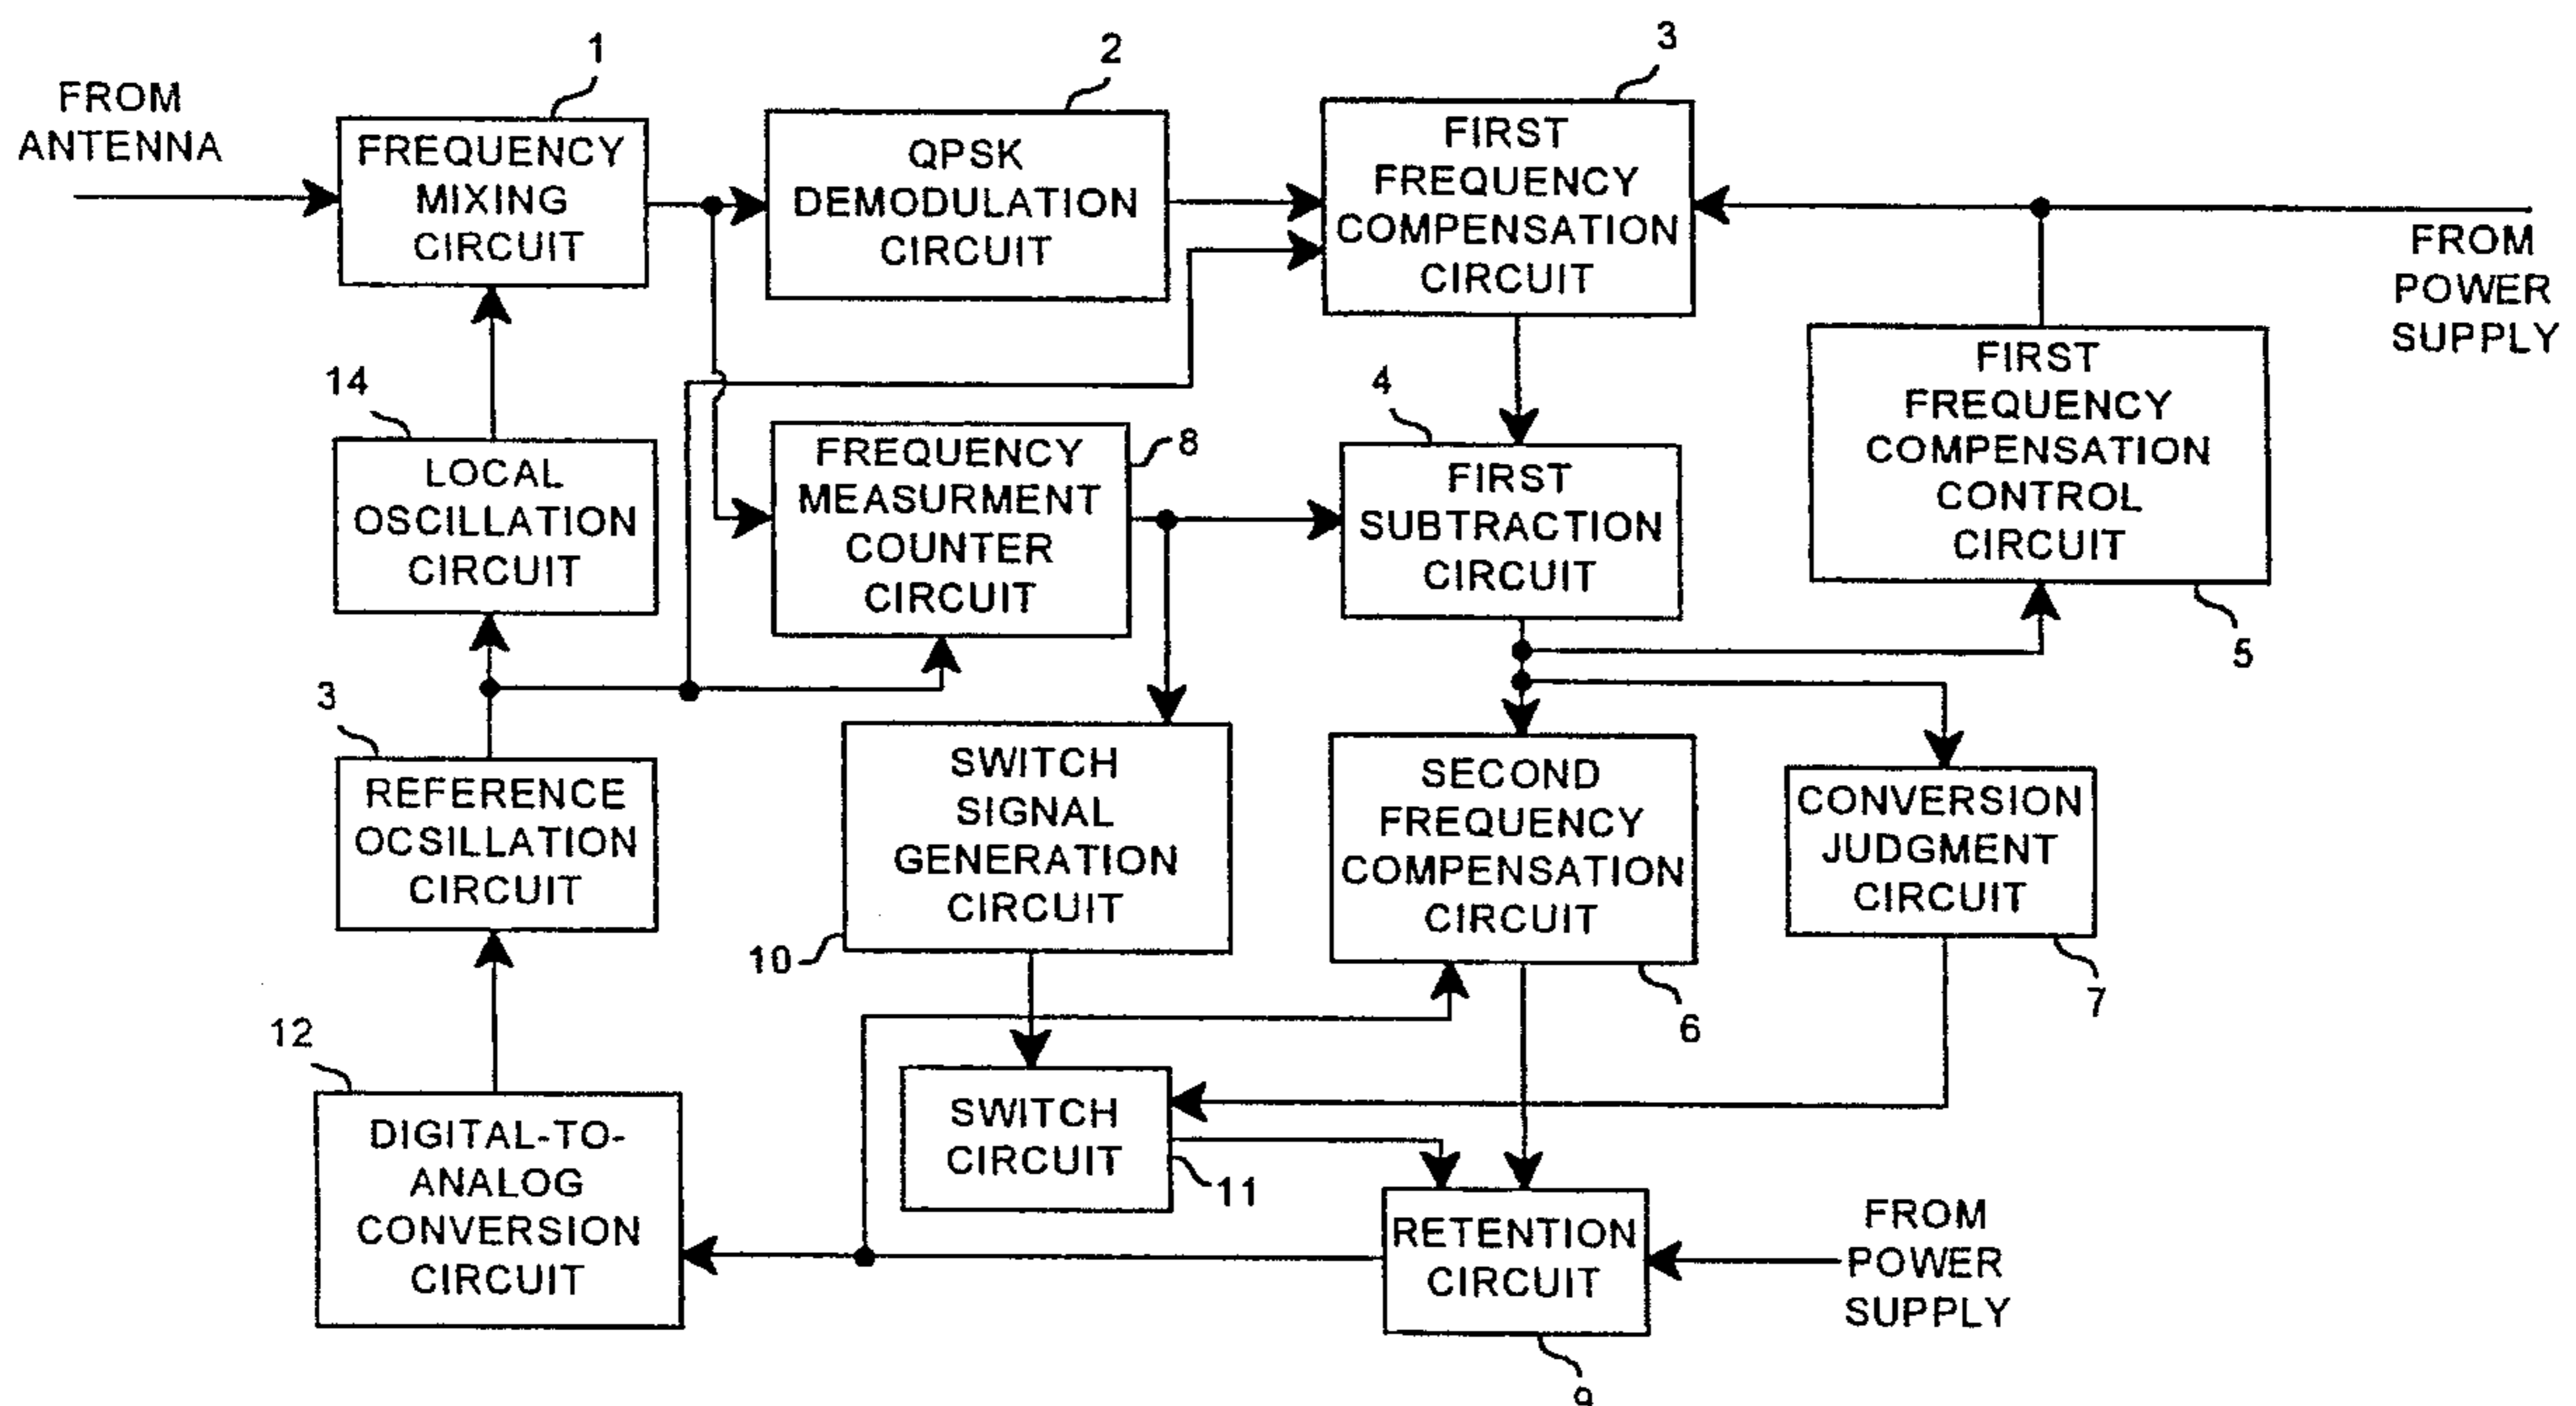 1
2
3
FROM
ANTENNA
FREQUENCY
MIXING
CIRCUIT
QPSK
DEMODULATION
CIRCUIT
FIRST
FREQUENCY
COMPENSATION
CIRCUIT
FROM
POWER
SUPPLY
14
LOCAL
OSCILLATION
CIRCUIT
8
FREQUENCY
MEASURMENT
COUNTER
CIRCUIT
4
FIRST
SUBTRACTION
CIRCUIT
FIRST
FREQUENCY
COMPENSATION
CONTROL
CIRCUIT
5
3
REFERENCE
OCSILLATION
CIRCUIT
SWITCH
SIGNAL
GENERATION
CIRCUIT
10
SECOND
FREQUENCY
COMPENSATION
CIRCUIT
6
CONVERSION
JUDGMENT
CIRCUIT
7
12
DIGITAL-TO-
ANALOG
CONVERSION
CIRCUIT
SWITCH
CIRCUIT
11
RETENTION
CIRCUIT
9
FROM
POWER
SUPPLY